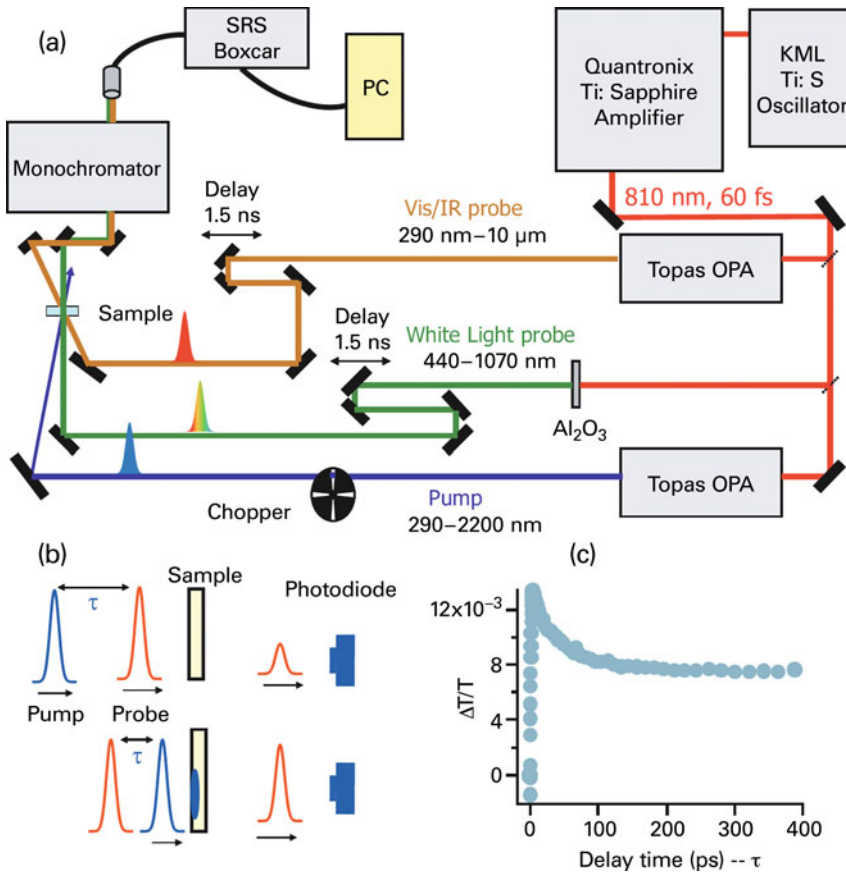 (a)
SRS
Boxcar
PC
Quantronix
Ti: Sapphire
Amplifier
KML
Ti: S
Oscillator
Monochromator
Delay
1.5 ns
Vis/IR probe
290 nm–10 μm
810 nm, 60 fs
Topas OPA
Sample
Delay
1.5 ns
White Light probe
440–1070 nm
Al₂O₃
Topas OPA
Chopper
Pump
290–2200 nm
(b)
Sample
Photodiode
τ
Pump
Probe
τ
(c)
12×10⁻³
8
4
0
ΔT/T
0
100
200
300
400
Delay time (ps) -- τ